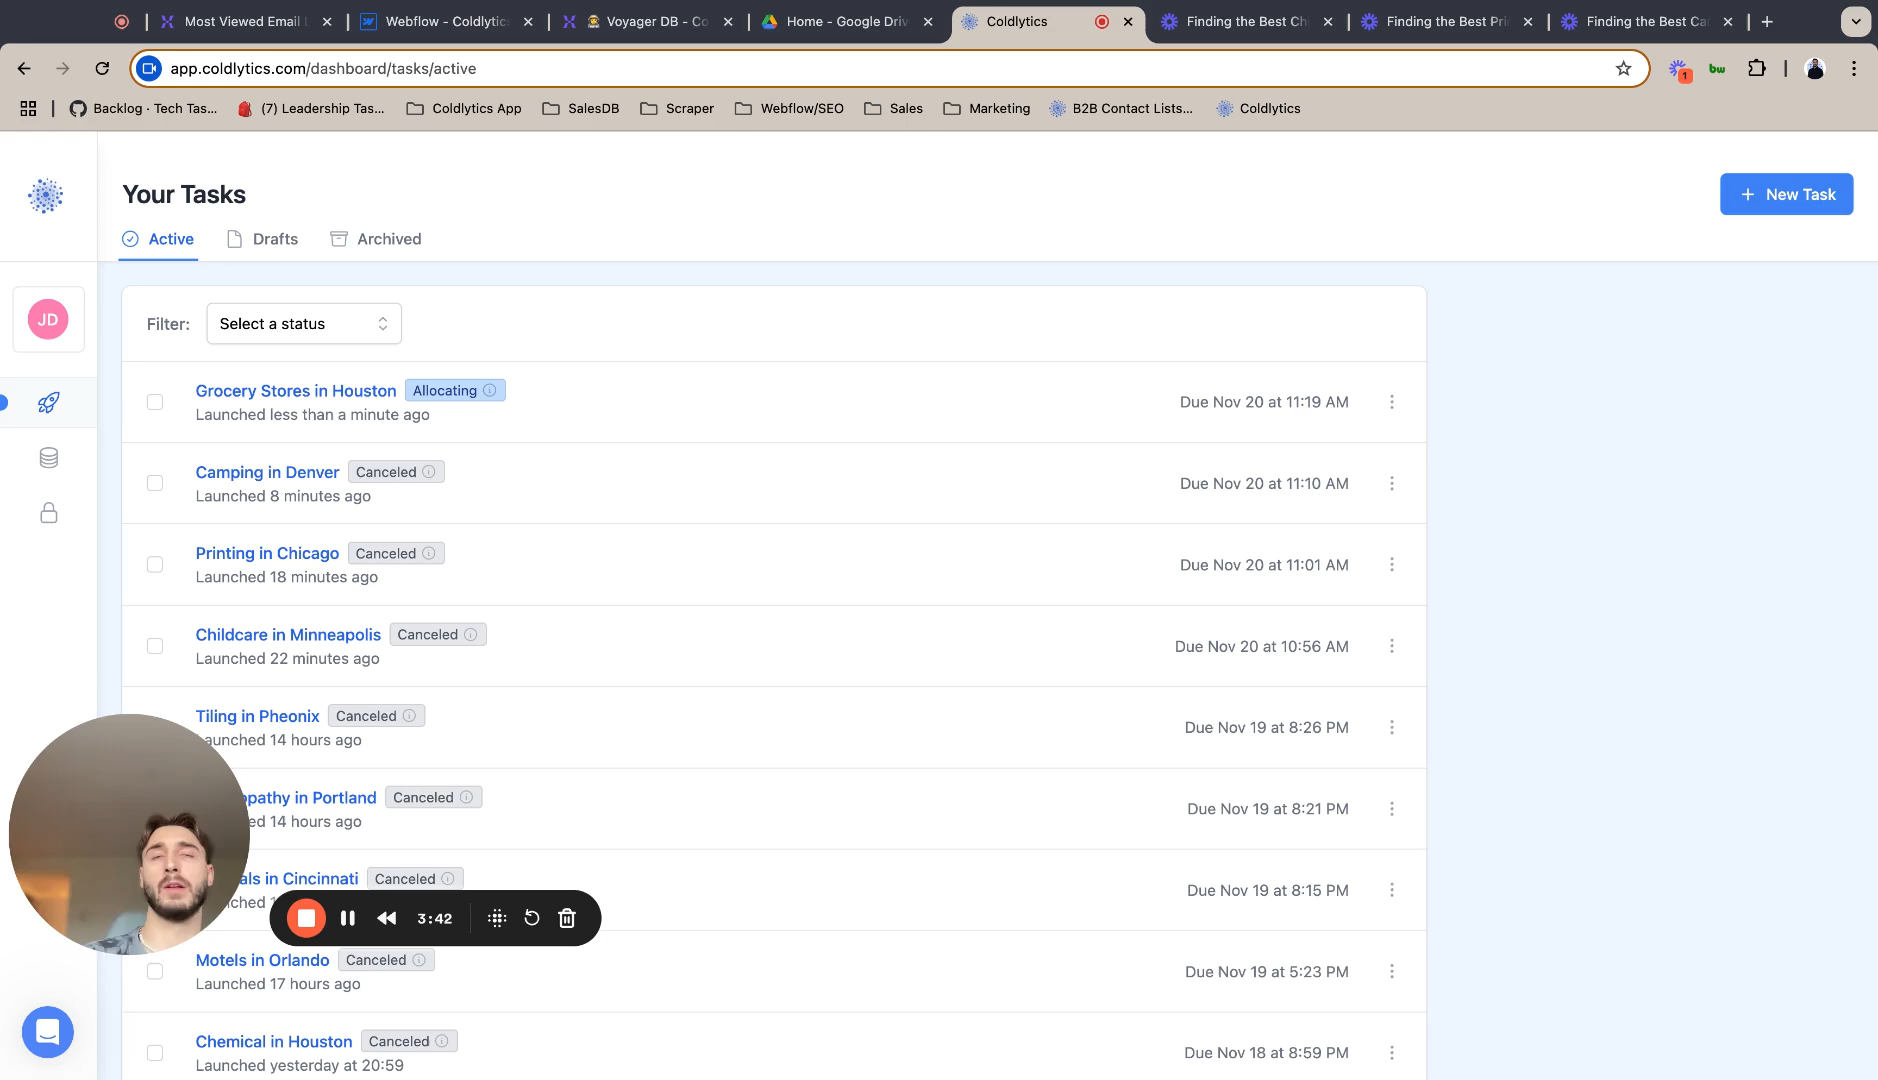 Most Viewed Email
Webflow - Coldlytic
Voyager DB - Co
Home - Google Driv
Coldlytics
Finding the Best Ch
Finding the Best Pri
Finding the Best Ca
app.coldlytics.com/dashboard/tasks/active
1
bw
Backlog · Tech Tas...
(7) Leadership Tas...
Coldlytics App
SalesDB
Scraper
Webflow/SEO
Sales
Marketing
B2B Contact Lists...
Coldlytics
Your Tasks
New Task
Active
Drafts
Archived
JD
Filter:
Select a status
Grocery Stores in Houston Allocating
Launched less than a minute ago
Due Nov 20 at 11:19 AM
Camping in Denver Canceled
Launched 8 minutes ago
Due Nov 20 at 11:10 AM
Printing in Chicago Canceled
Launched 18 minutes ago
Due Nov 20 at 11:01 AM
Childcare in Minneapolis Canceled
Launched 22 minutes ago
Due Nov 20 at 10:56 AM
Tiling in Pheonix Canceled
aunched 14 hours ago
Due Nov 19 at 8:26 PM
opathy in Portland Canceled
ed 14 hours ago
Due Nov 19 at 8:21 PM
als in Cincinnati Canceled
ched 1
Due Nov 19 at 8:15 PM
3:42
Motels in Orlando Canceled
Launched 17 hours ago
Due Nov 19 at 5:23 PM
Chemical in Houston Canceled
Launched yesterday at 20:59
Due Nov 18 at 8:59 PM